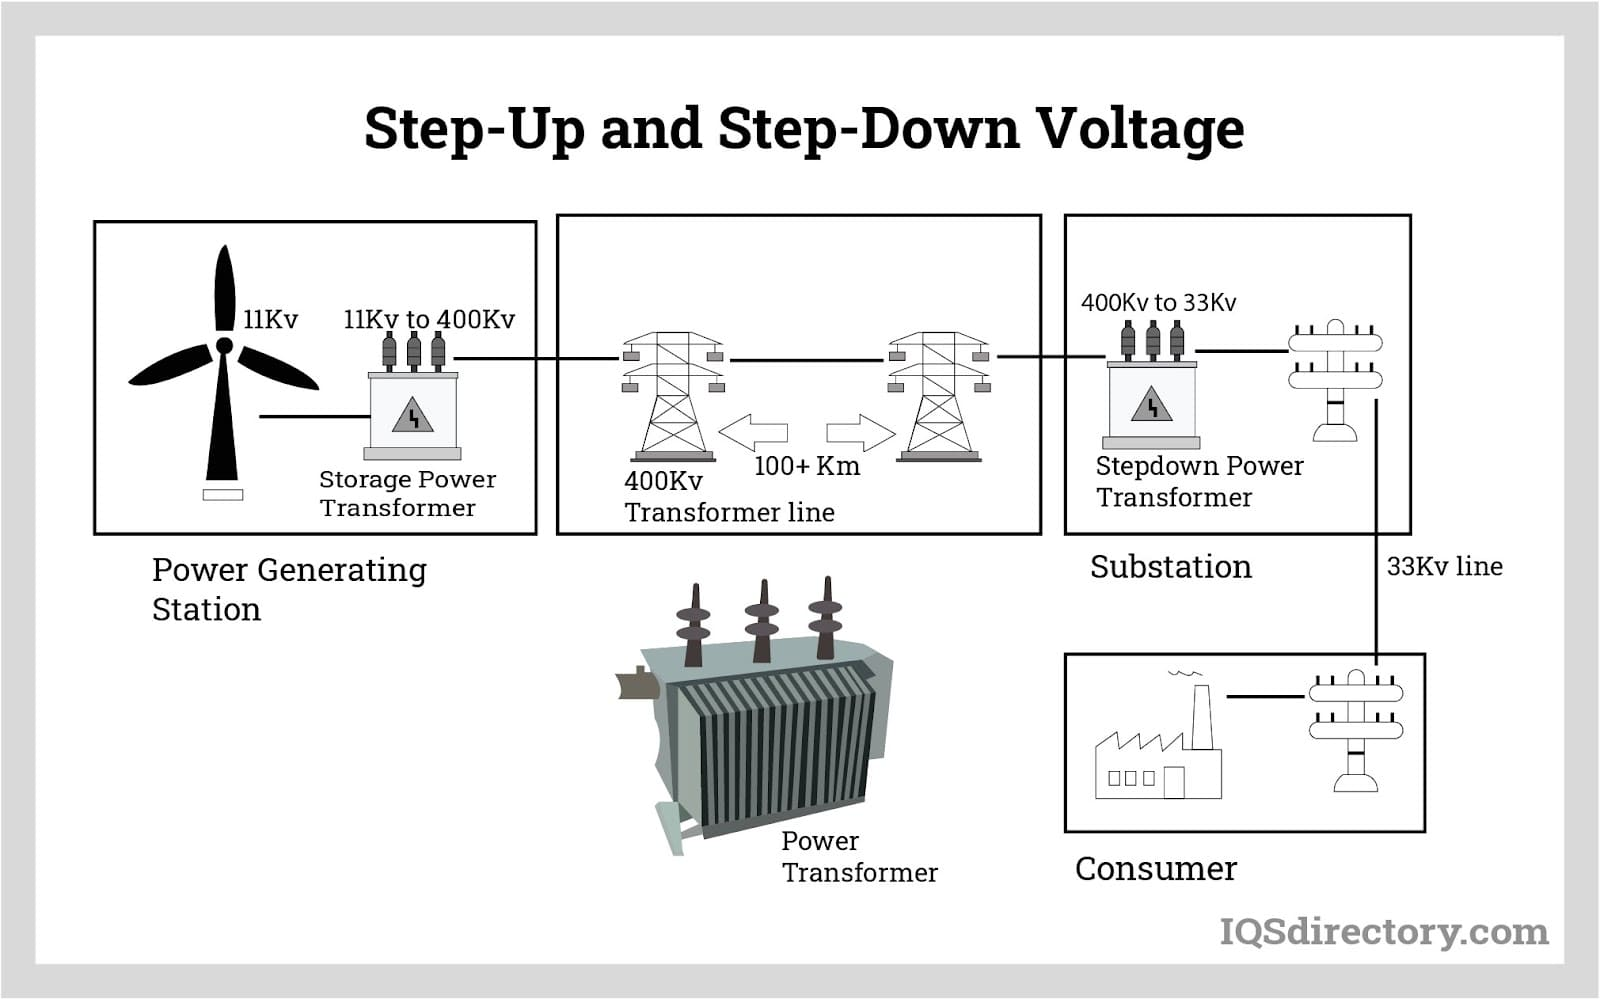 Step-Up and Step-Down Voltage
11Kv
11Kv to 400Kv
Storage Power
Transformer
Power Generating
Station
100+ Km
400Kv
Transformer line
400Kv to 33Kv
Stepdown Power
Transformer
Substation
33Kv line
Power
Transformer
Consumer
IQSdirectory.com